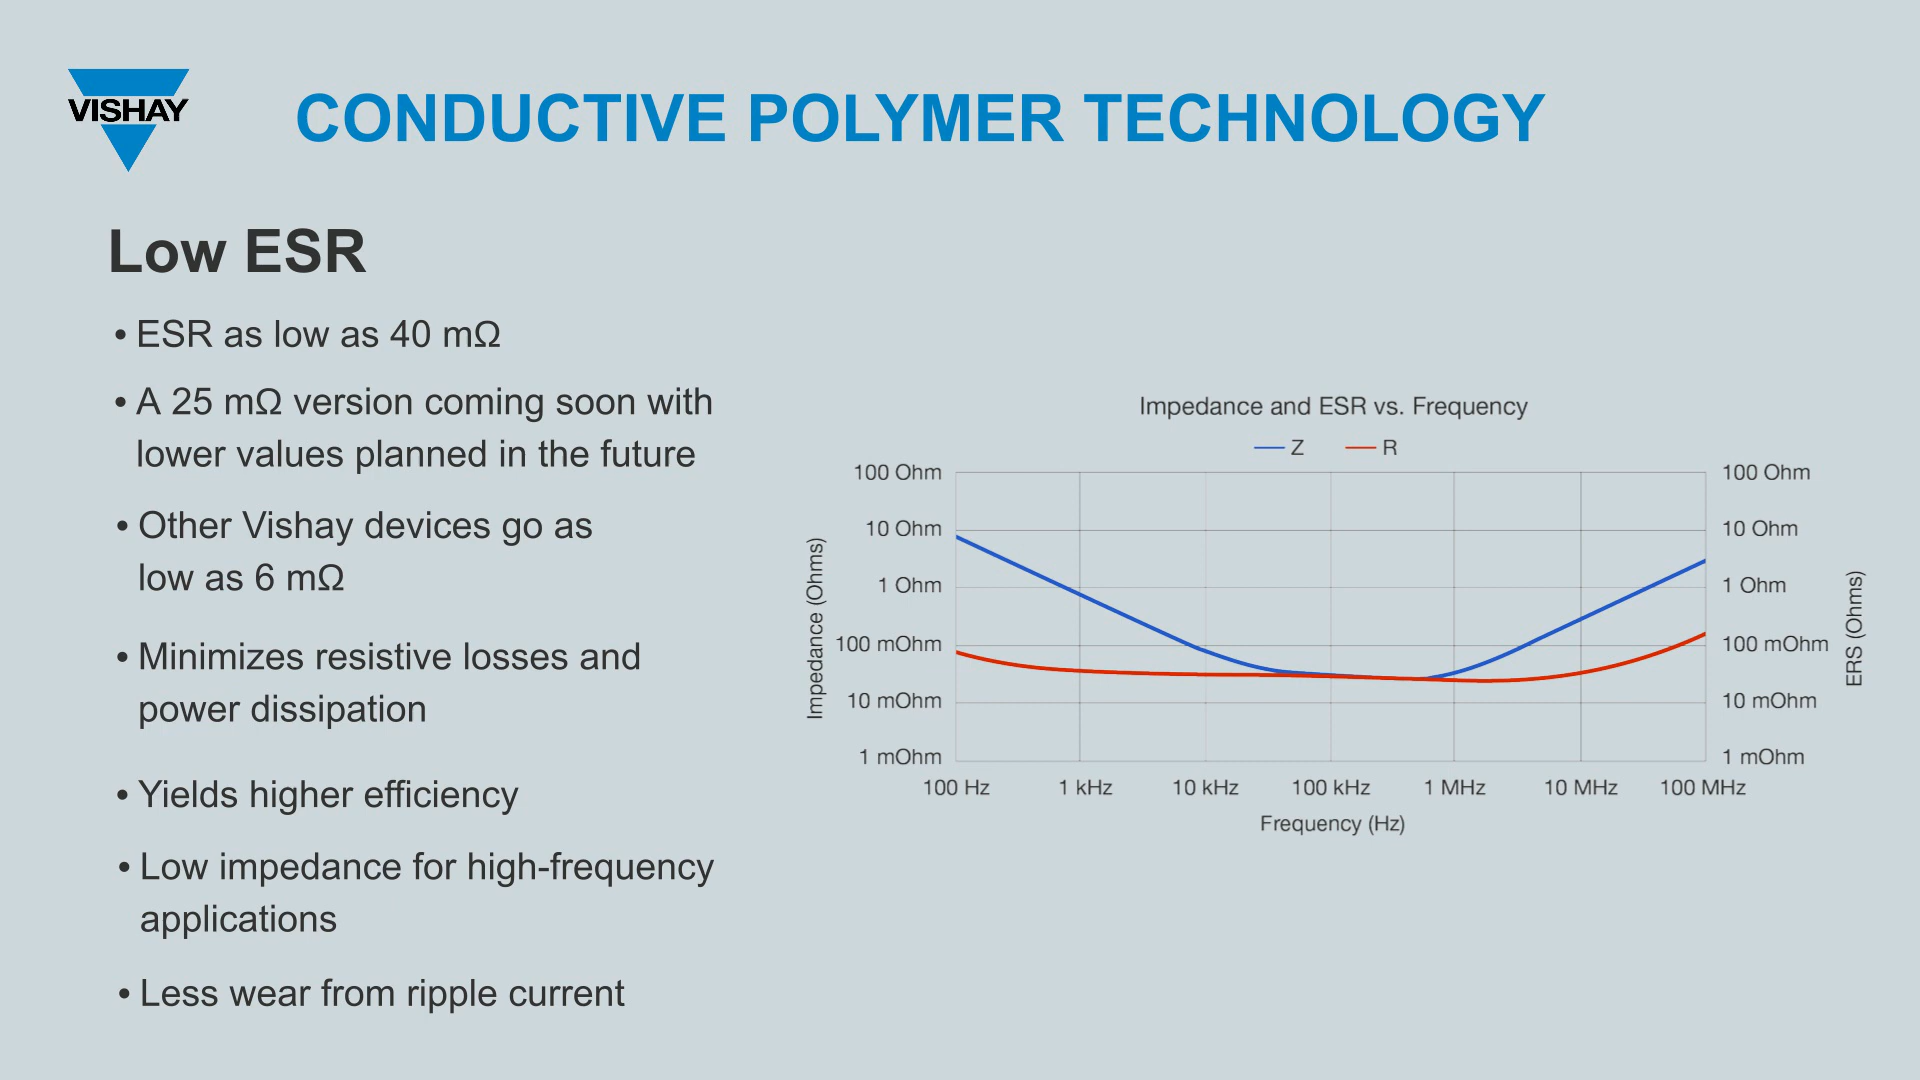 VISHAY
CONDUCTIVE POLYMER TECHNOLOGY
Low ESR
• ESR as low as 40 mΩ
• A 25 mΩ version coming soon with
lower values planned in the future
• Other Vishay devices go as
low as 6 mΩ
• Minimizes resistive losses and
power dissipation
• Yields higher efficiency
• Low impedance for high-frequency
applications
• Less wear from ripple current
Impedance and ESR vs. Frequency
Z R
Impedance (Ohms)
100 Ohm
10 Ohm
1 Ohm
100 mOhm
10 mOhm
1 mOhm
100 Ohm
10 Ohm
1 Ohm
100 mOhm
10 mOhm
1 mOhm
ERS (Ohms)
100 Hz 1 kHz 10 kHz 100 kHz 1 MHz 10 MHz 100 MHz
Frequency (Hz)